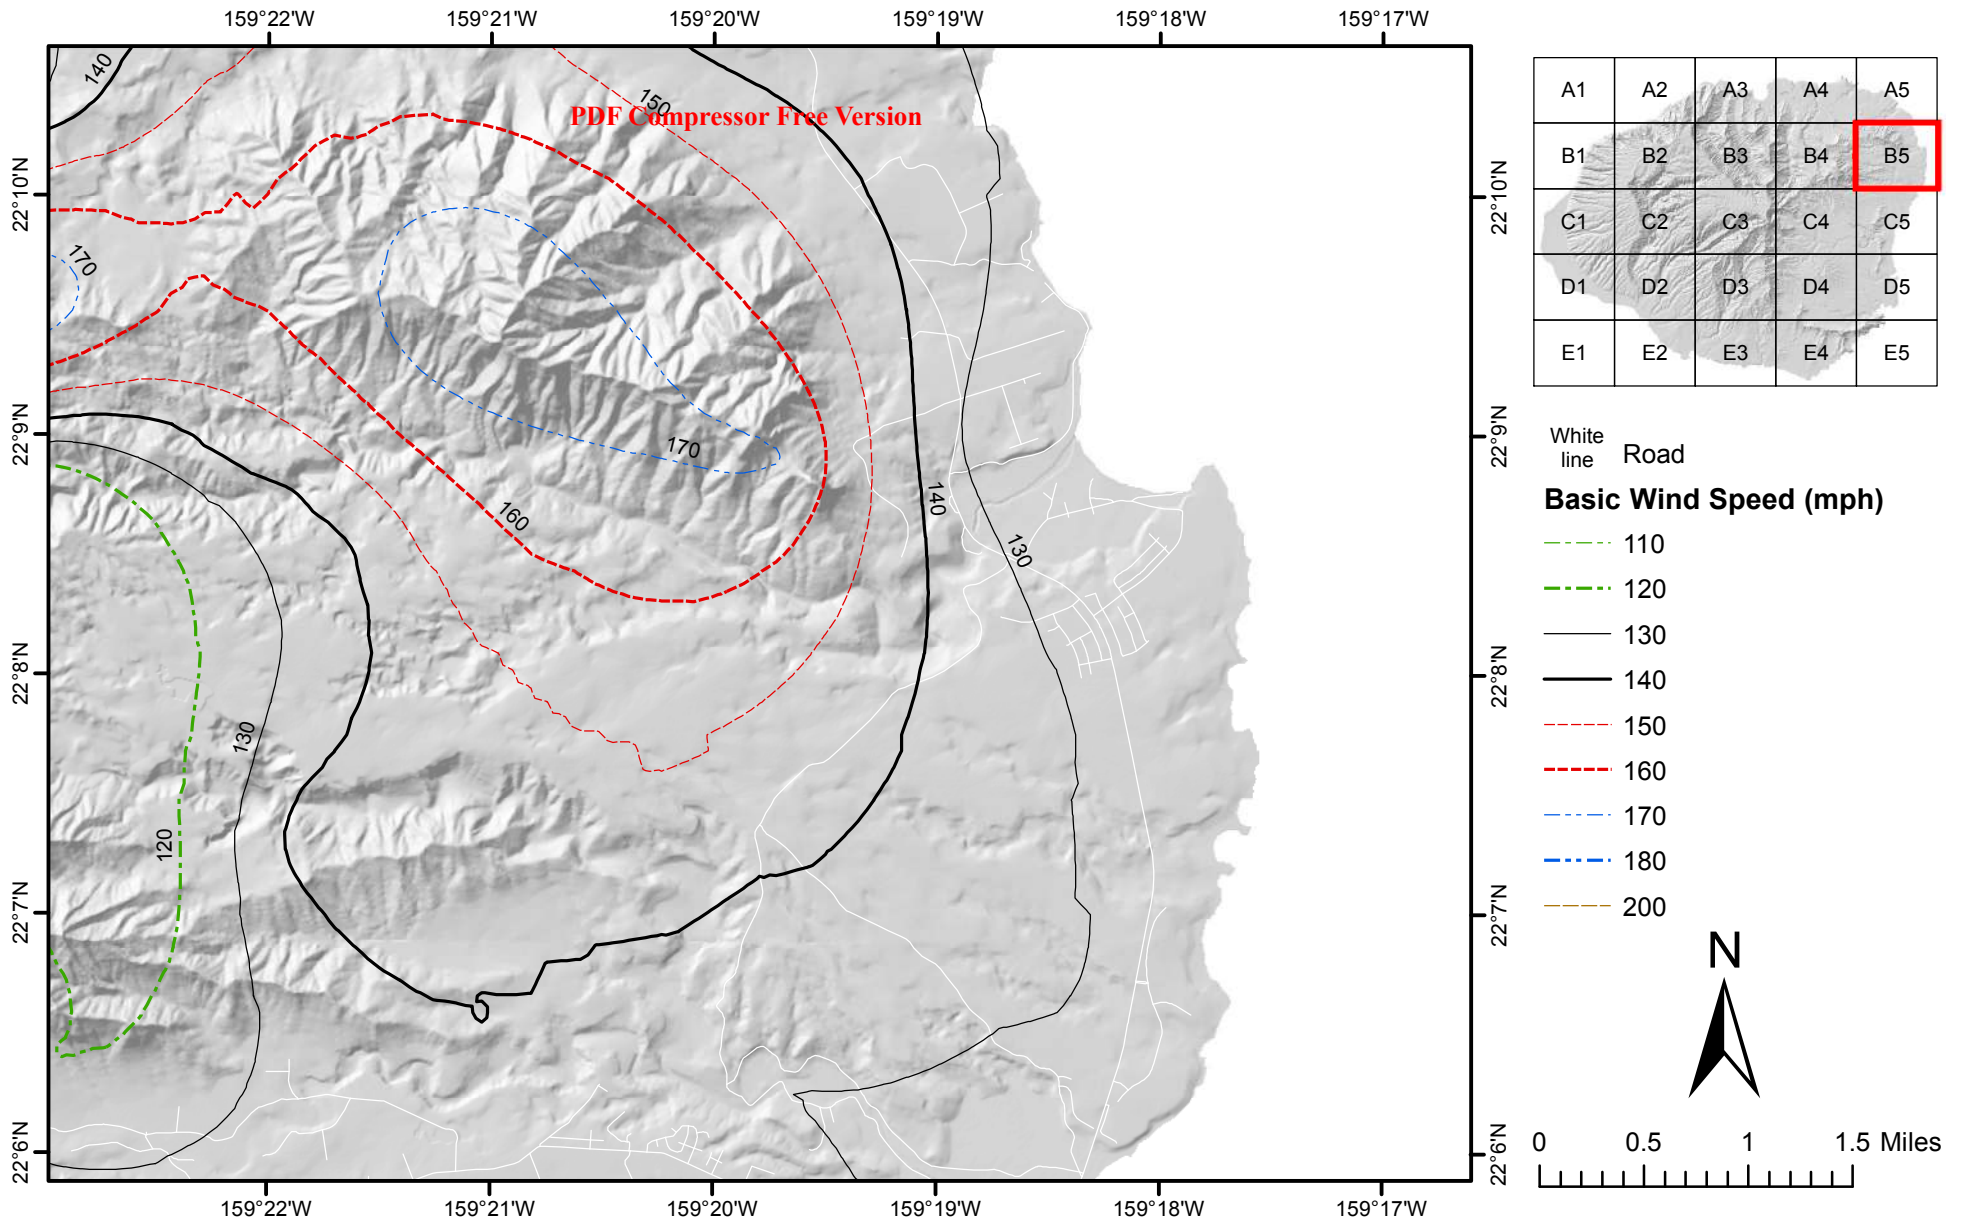 159°22'W 159°21'W 159°20'W 159°19'W 159°18'W 159°17'W
140
150
PDF Compressor Free Version
22°10'N
22°10'N
170
22°9'N
22°9'N
170
160
140
130
22°8'N
22°8'N
130
120
22°7'N
22°7'N
22°6'N
22°6'N
159°22'W 159°21'W 159°20'W 159°19'W 159°18'W 159°17'W
A1 A2 A3 A4 A5
B1 B2 B3 B4 B5
C1 C2 C3 C4 C5
D1 D2 D3 D4 D5
E1 E2 E3 E4 E5
White
line
Road
Basic Wind Speed (mph)
110
120
130
140
150
160
170
180
200
N
0 0.5 1 1.5 Miles